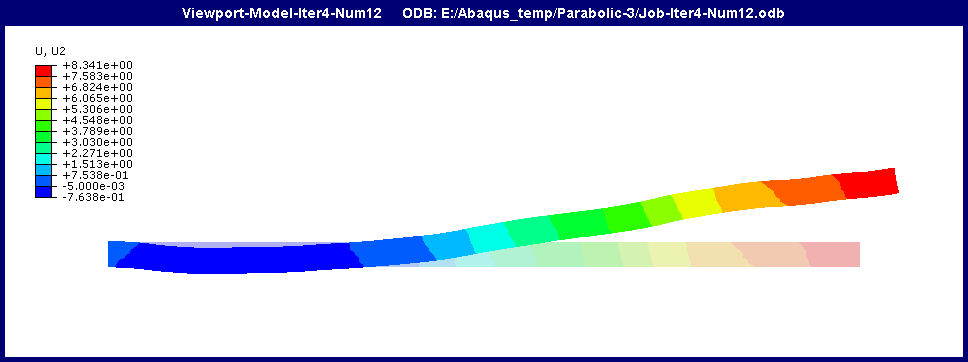 Viewport-Model-Iter4-Num12 ODB: E:/Abaqus_temp/Parabolic-3/Job-Iter4-Num12.odb
U, U2
+8.341e+00
+7.583e+00
+6.824e+00
+6.065e+00
+5.306e+00
+4.548e+00
+3.789e+00
+3.030e+00
+2.271e+00
+1.513e+00
+7.538e-01
-5.000e-03
-7.638e-01